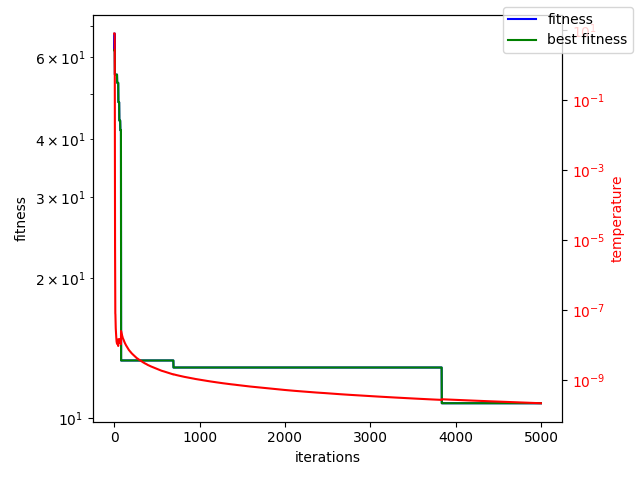 fitness
best fitness
6 × 10¹
4 × 10¹
3 × 10¹
2 × 10¹
10¹
fitness
10¹
10⁻¹
10⁻³
10⁻⁵
10⁻⁷
10⁻⁹
temperature
0 1000 2000 3000 4000 5000
iterations